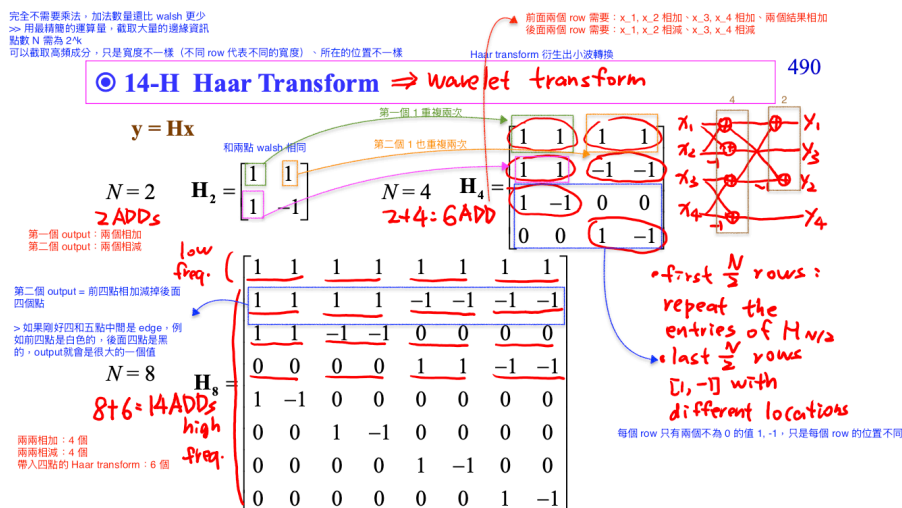 完全不需要乘法，加法數量還比 walsh 更少
>> 用最精簡的運算量，截取大量的邊緣資訊
點數 N 需為 2^k
可以截取高頻成分，只是寬度不一樣（不同 row 代表不同的寬度）、所在的位置不一樣
前面兩個 row 需要：x_1, x_2 相加、x_3, x_4 相加、兩個結果相加
後面兩個 row 需要：x_1, x_2 相減、x_3, x_4 相減
Haar transform 衍生出小波轉換
490
14-H Haar Transform ⇒ wavelet transform
y = Hx
第一個 1 重複兩次
第二個 1 也重複兩次
和兩點 walsh 相同
N = 2
2 ADDs
第一個 output：兩個相加
第二個 output：兩個相減
H₂ =
1 1
1 −1
N = 4
2+4=6ADD
H₄ =
1 1 1 1
1 1 −1 −1
1 −1 0 0
0 0 1 −1
4 2
x₁ y₁
x₂ -1 y₃
x₃ - y₂
x₄ -1 y₄
low freq.
第二個 output = 前四點相加減掉後面四個點
> 如果剛好四和五點中間是 edge，例如前四點是白色的，後面四點是黑的，output就會是很大的一個值
N = 8
8+6=14ADDs
high freq.
兩兩相加：4 個
兩兩相減：4 個
帶入四點的 Haar transform：6 個
H₈ =
1 1 1 1 1 1 1 1
1 1 1 1 −1 −1 −1 −1
1 1 −1 −1 0 0 0 0
0 0 0 0 1 1 −1 −1
1 −1 0 0 0 0 0 0
0 0 1 −1 0 0 0 0
0 0 0 0 1 −1 0 0
0 0 0 0 0 0 1 −1
• first N/2 rows :
repeat the
entries of H_N/2
• last N/2 rows
[1, -1] with
different locations
每個 row 只有兩個不為 0 的值 1, -1，只是每個 row 的位置不同